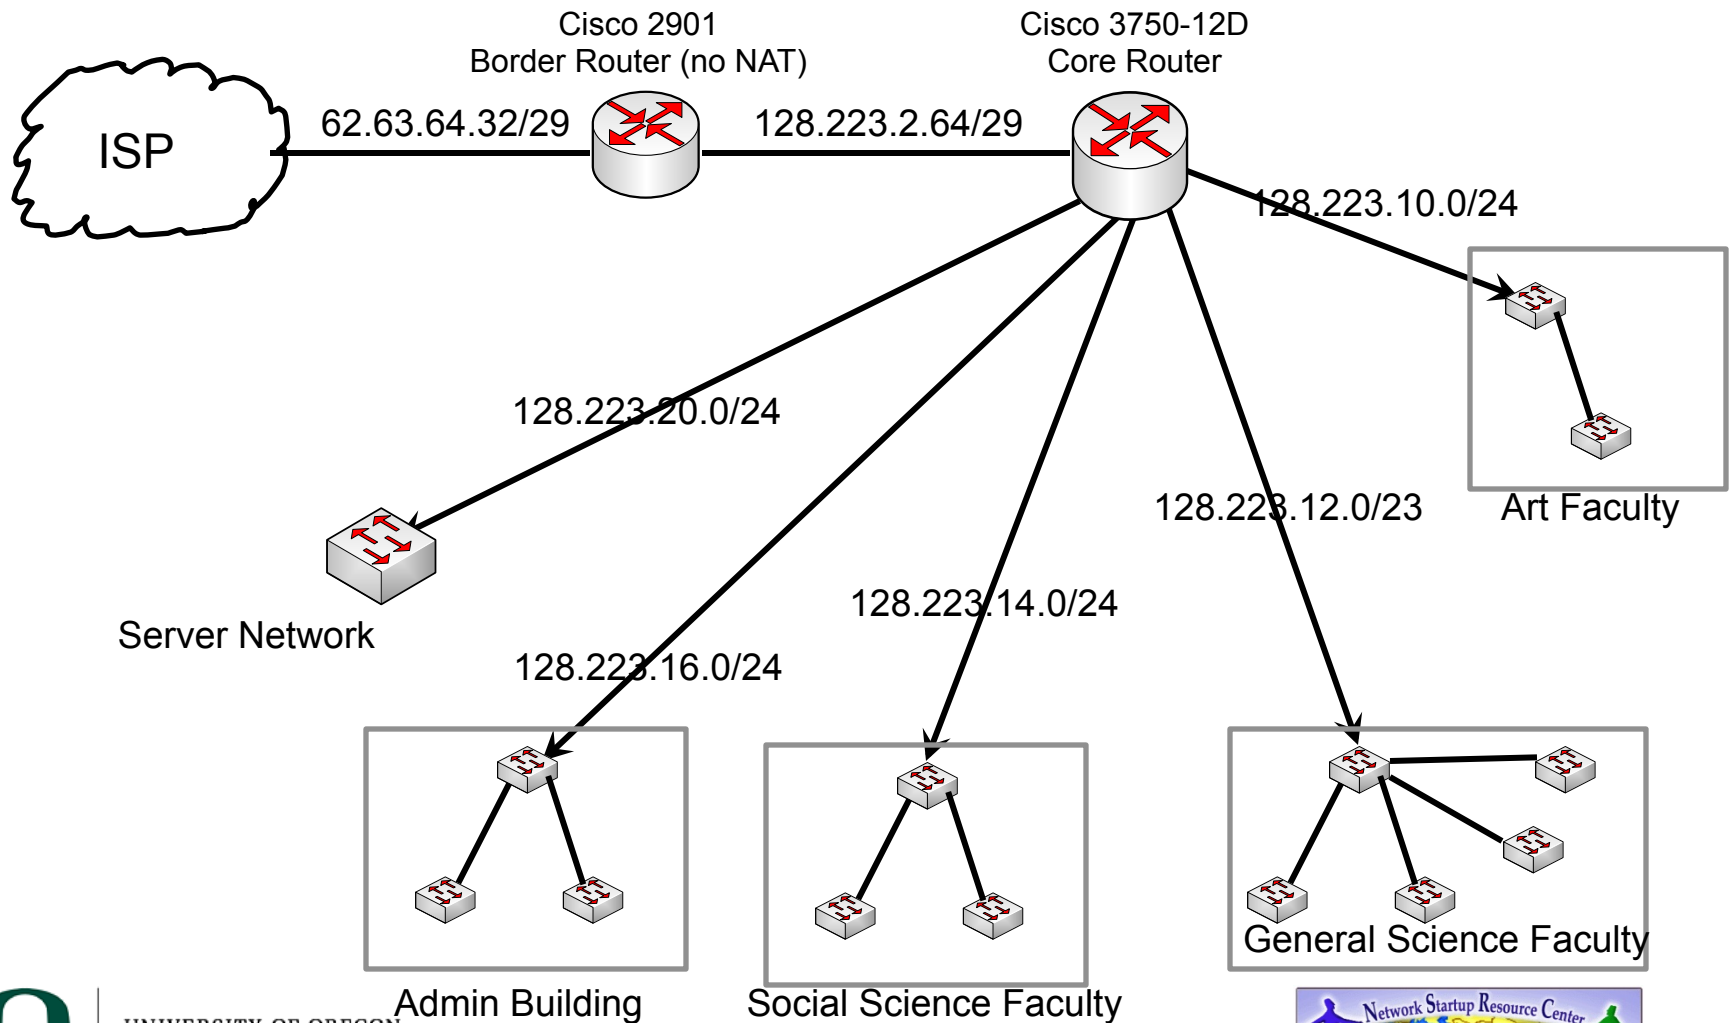 Cisco 2901
Border Router (no NAT)
Cisco 3750-12D
Core Router
ISP
62.63.64.32/29
128.223.2.64/29
128.223.10.0/24
128.223.20.0/24
128.223.12.0/23
Art Faculty
128.223.14.0/24
Server Network
128.223.16.0/24
General Science Faculty
Admin Building
Social Science Faculty
UNIVERSITY OF OREGON
Network Startup Resource Center